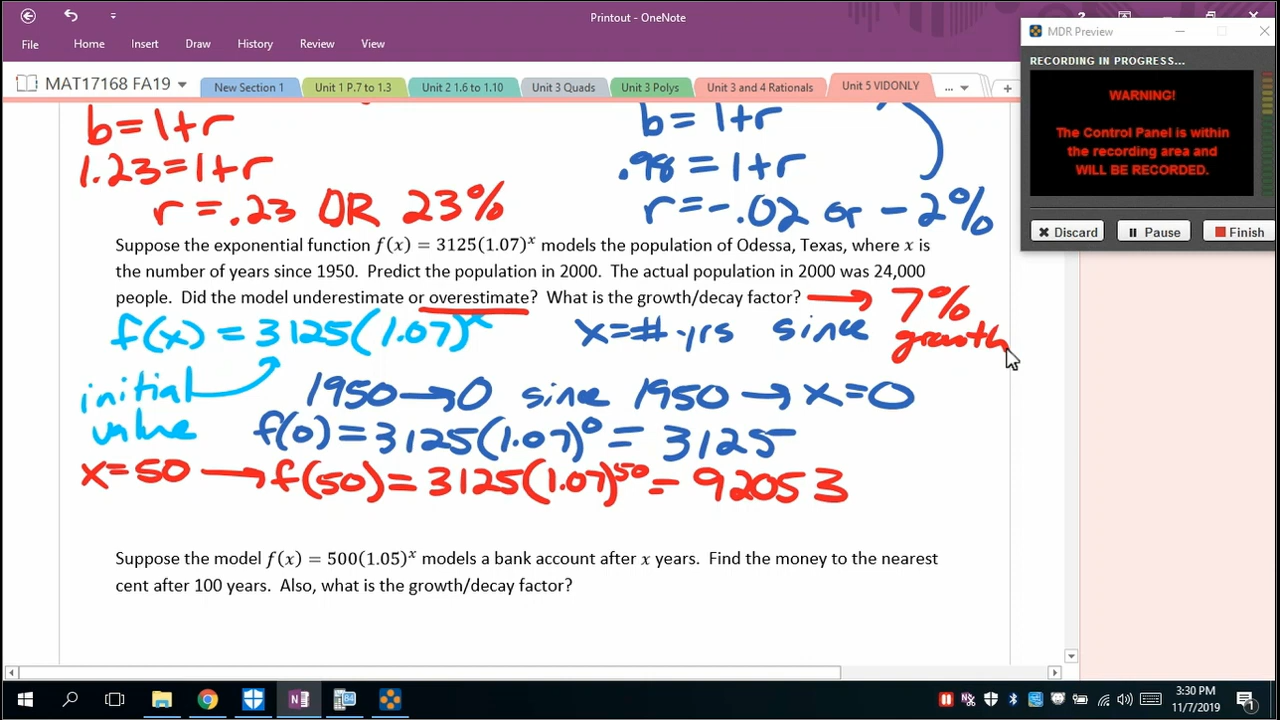 Printout - OneNote
?
File Home Insert Draw History Review View
MDR Preview
RECORDING IN PROGRESS...
WARNING!
The Control Panel is within
the recording area and
WILL BE RECORDED.
Discard Pause Finish
MAT17168 FA19 New Section 1 Unit 1 P.7 to 1.3 Unit 2 1.6 to 1.10 Unit 3 Quads Unit 3 Polys Unit 3 and 4 Rationals Unit 5 VIDONLY ... +
b = 1+r b = 1+r
1.23 = 1+r .98 = 1+r
r = .23 OR 23% r = -.02 or -2%
Suppose the exponential function f(x) = 3125(1.07)^x models the population of Odessa, Texas, where x is
the number of years since 1950. Predict the population in 2000. The actual population in 2000 was 24,000
people. Did the model underestimate or overestimate? What is the growth/decay factor? → 7%
growth
f(x) = 3125(1.07)^x x = # yrs since
initial
value
1950 → 0 since 1950 → x = 0
f(0) = 3125(1.07)^0 = 3125
x = 50 → f(50) = 3125(1.07)^50 = 92053
Suppose the model f(x) = 500(1.05)^x models a bank account after x years. Find the money to the nearest
cent after 100 years. Also, what is the growth/decay factor?
3:30 PM
11/7/2019
1